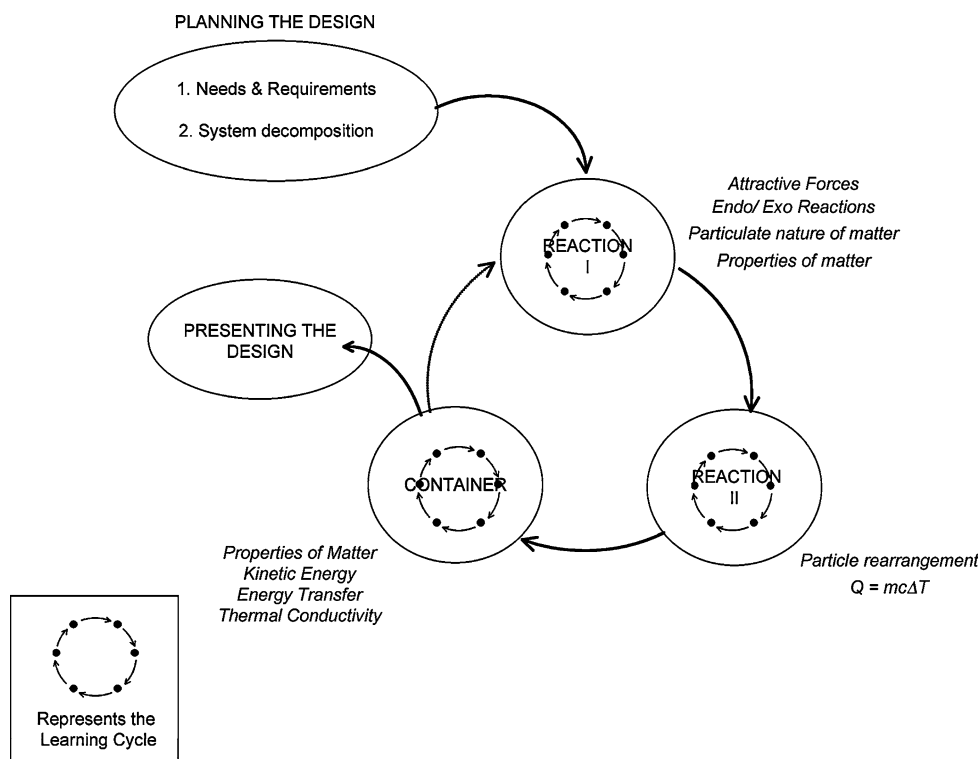 PLANNING THE DESIGN
1. Needs & Requirements
2. System decomposition
Attractive Forces
Endo/ Exo Reactions
Particulate nature of matter
Properties of matter
REACTION
I
PRESENTING THE
DESIGN
CONTAINER
REACTION
II
Properties of Matter
Kinetic Energy
Energy Transfer
Thermal Conductivity
Particle rearrangement
Q = mcΔT
Represents the
Learning Cycle